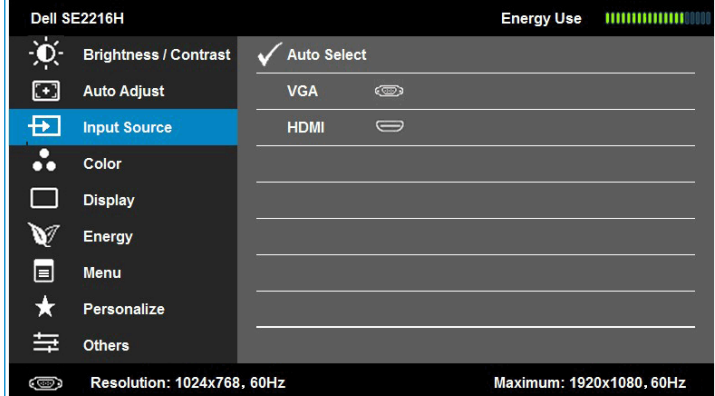 Dell SE2216H Energy Use
Brightness / Contrast Auto Select
Auto Adjust VGA
Input Source HDMI
Color
Display
Energy
Menu
Personalize
Others
Resolution: 1024x768, 60Hz Maximum: 1920x1080, 60Hz